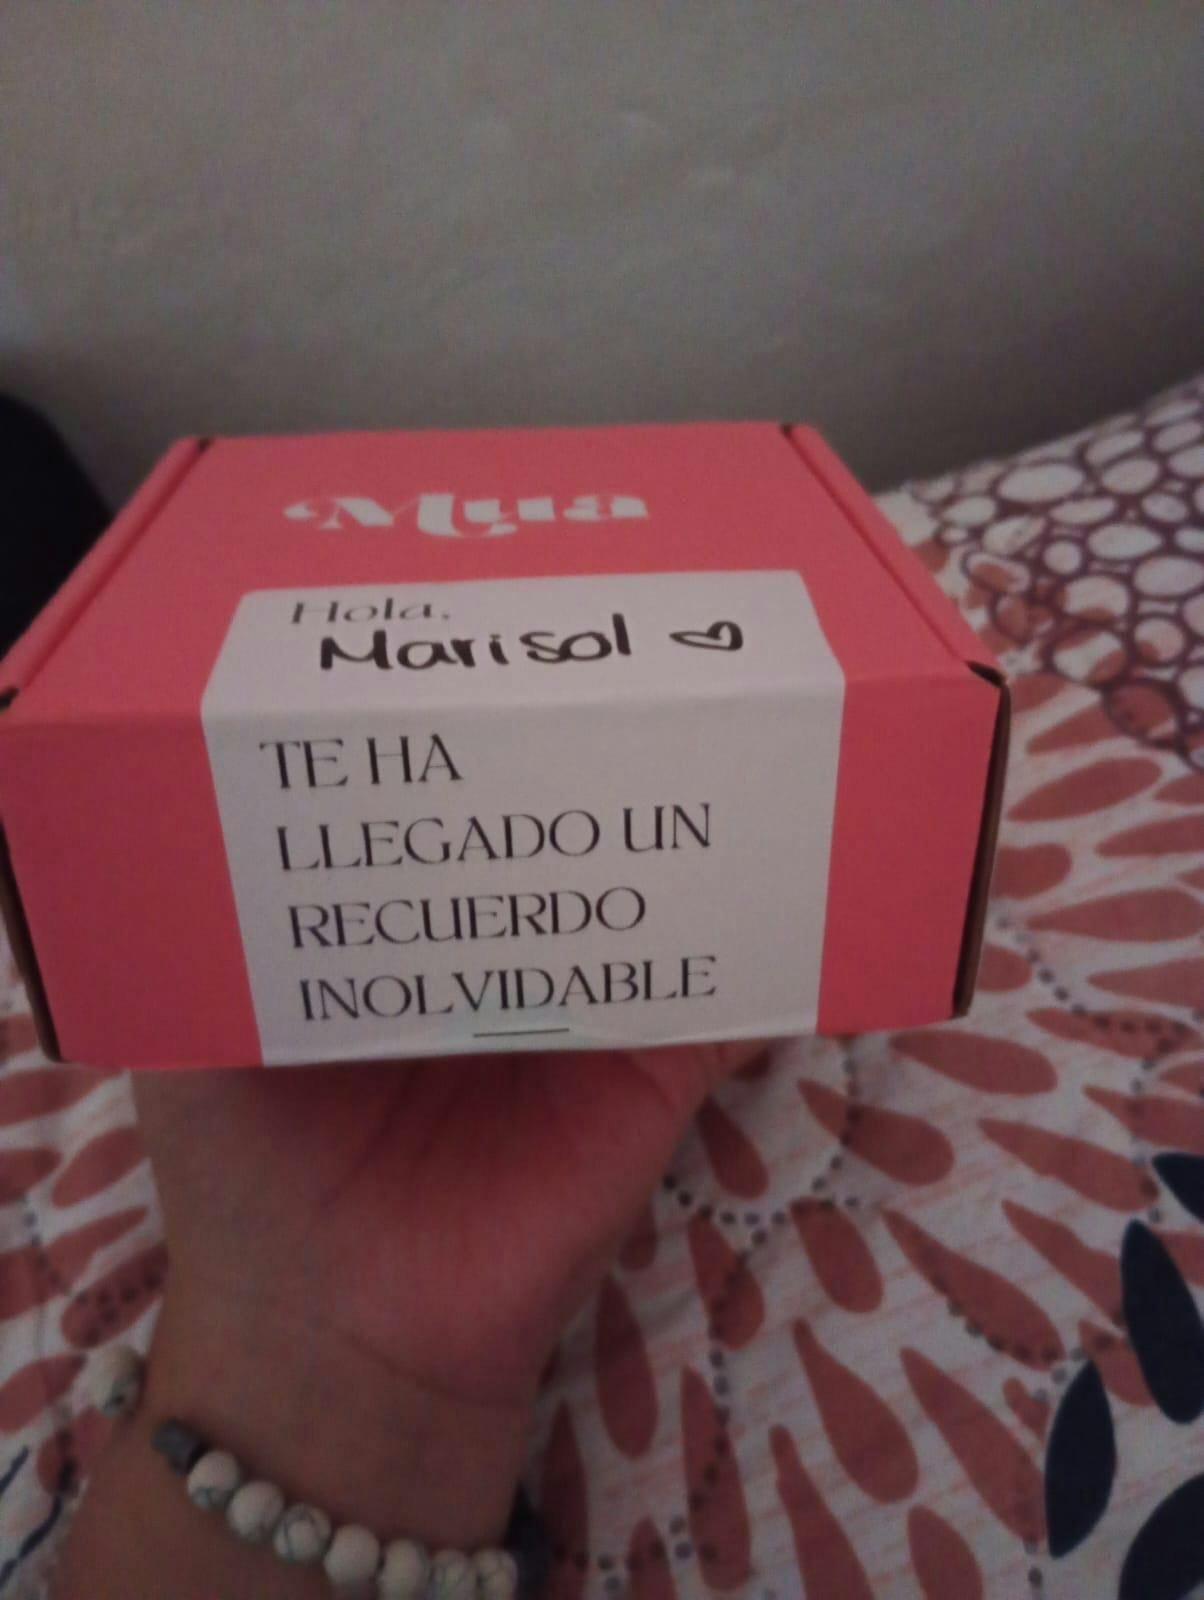 Mua
Hola,
Marisol ♡
TE HA
LLEGADO UN
RECUERDO
INOLVIDABLE